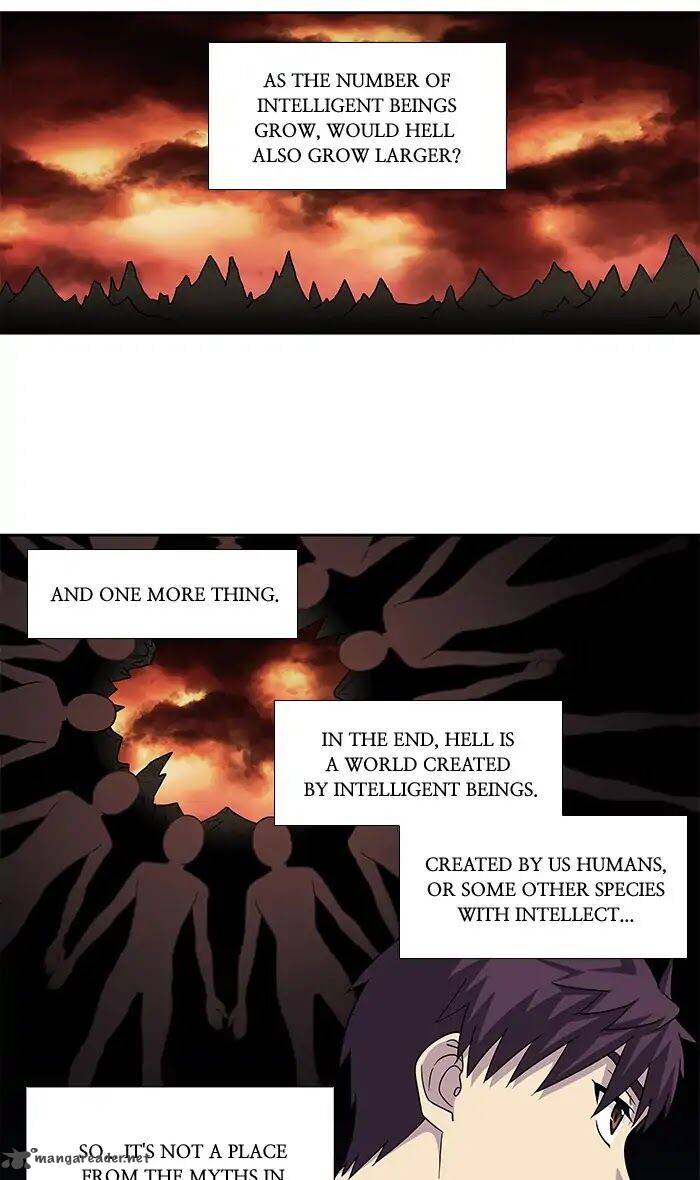 AS THE NUMBER OF
INTELLIGENT BEINGS
GROW, WOULD HELL
ALSO GROW LARGER?
AND ONE MORE THING.
IN THE END, HELL IS
A WORLD CREATED
BY INTELLIGENT BEINGS.
CREATED BY US HUMANS,
OR SOME OTHER SPECIES
WITH INTELLECT...
SO... IT'S NOT A PLACE
FROM THE MYTHS IN
mangareader.net